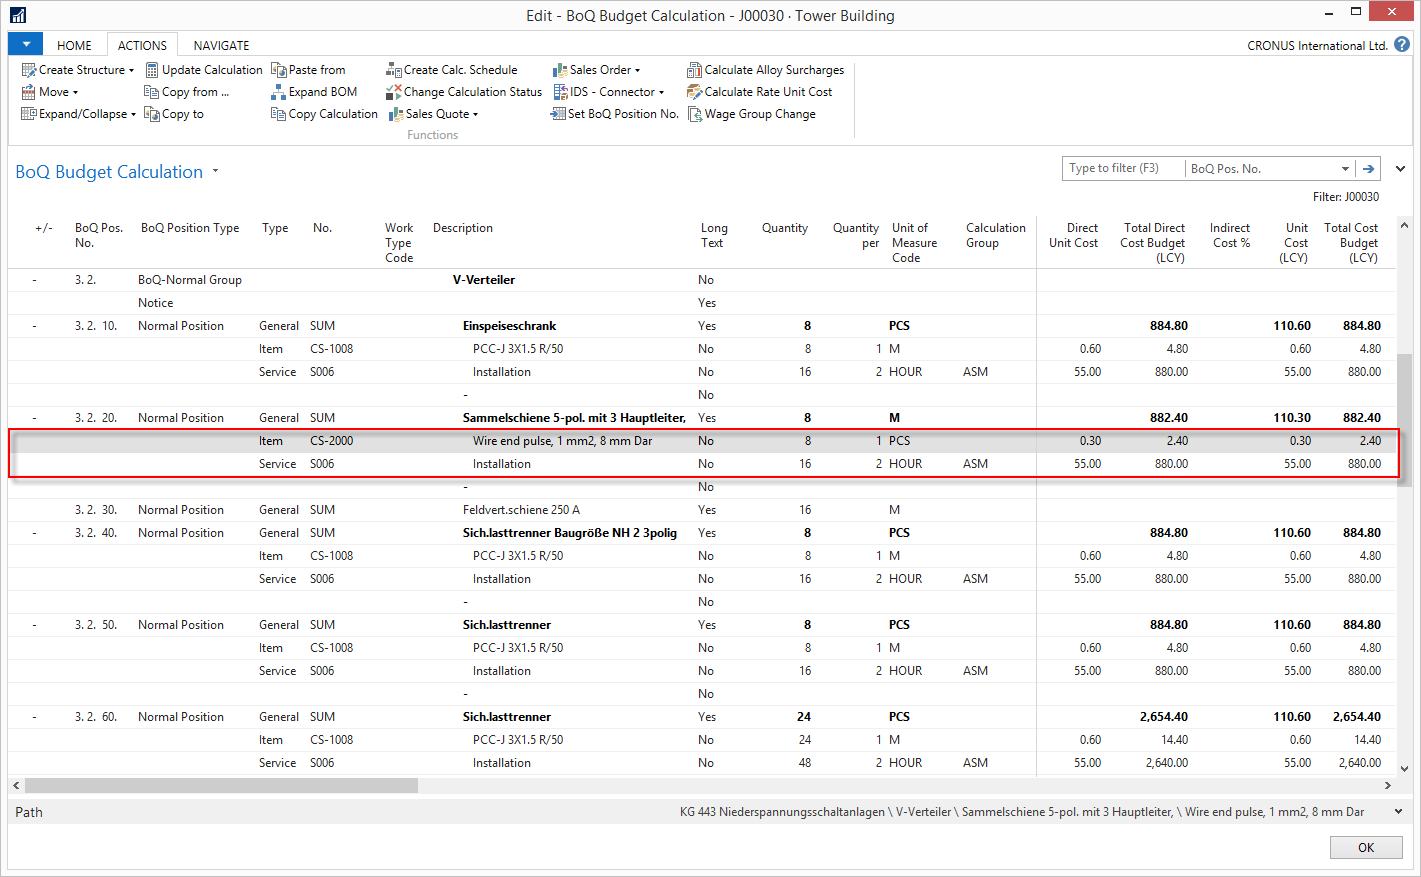 Edit - BoQ Budget Calculation - J00030 · Tower Building
HOME ACTIONS NAVIGATE CRONUS International Ltd. ?
Create Structure Update Calculation Paste from Create Calc. Schedule Sales Order Calculate Alloy Surcharges
Move Copy from ... Expand BOM Change Calculation Status IDS - Connector Calculate Rate Unit Cost
Expand/Collapse Copy to Copy Calculation Sales Quote Set BoQ Position No. Wage Group Change
Functions
BoQ Budget Calculation Type to filter (F3) BoQ Pos. No.
Filter: J00030
+/- BoQ Pos. BoQ Position Type Type No. Work Description Long Quantity Quantity Unit of Calculation Direct Total Direct Indirect Unit Total Cost
No. Type Text per Measure Group Unit Cost Cost Budget Cost % Cost Budget
Code Code (LCY) (LCY) (LCY)
- 3. 2. BoQ-Normal Group V-Verteiler No
Notice Yes
- 3. 2. 10. Normal Position General SUM Einspeiseschrank Yes 8 PCS 884.80 110.60 884.80
Item CS-1008 PCC-J 3X1.5 R/50 No 8 1 M 0.60 4.80 0.60 4.80
Service S006 Installation No 16 2 HOUR ASM 55.00 880.00 55.00 880.00
- No
- 3. 2. 20. Normal Position General SUM Sammelschiene 5-pol. mit 3 Hauptleiter, Yes 8 M 882.40 110.30 882.40
Item CS-2000 Wire end pulse, 1 mm2, 8 mm Dar No 8 1 PCS 0.30 2.40 0.30 2.40
Service S006 Installation No 16 2 HOUR ASM 55.00 880.00 55.00 880.00
- No
3. 2. 30. Normal Position General SUM Feldvert.schiene 250 A Yes 16 M
- 3. 2. 40. Normal Position General SUM Sich.lasttrenner Baugröße NH 2 3polig Yes 8 PCS 884.80 110.60 884.80
Item CS-1008 PCC-J 3X1.5 R/50 No 8 1 M 0.60 4.80 0.60 4.80
Service S006 Installation No 16 2 HOUR ASM 55.00 880.00 55.00 880.00
- No
- 3. 2. 50. Normal Position General SUM Sich.lasttrenner Yes 8 PCS 884.80 110.60 884.80
Item CS-1008 PCC-J 3X1.5 R/50 No 8 1 M 0.60 4.80 0.60 4.80
Service S006 Installation No 16 2 HOUR ASM 55.00 880.00 55.00 880.00
- No
- 3. 2. 60. Normal Position General SUM Sich.lasttrenner Yes 24 PCS 2,654.40 110.60 2,654.40
Item CS-1008 PCC-J 3X1.5 R/50 No 24 1 M 0.60 14.40 0.60 14.40
Service S006 Installation No 48 2 HOUR ASM 55.00 2,640.00 55.00 2,640.00
Path KG 443 Niederspannungsschaltanlagen \ V-Verteiler \ Sammelschiene 5-pol. mit 3 Hauptleiter, \ Wire end pulse, 1 mm2, 8 mm Dar
OK